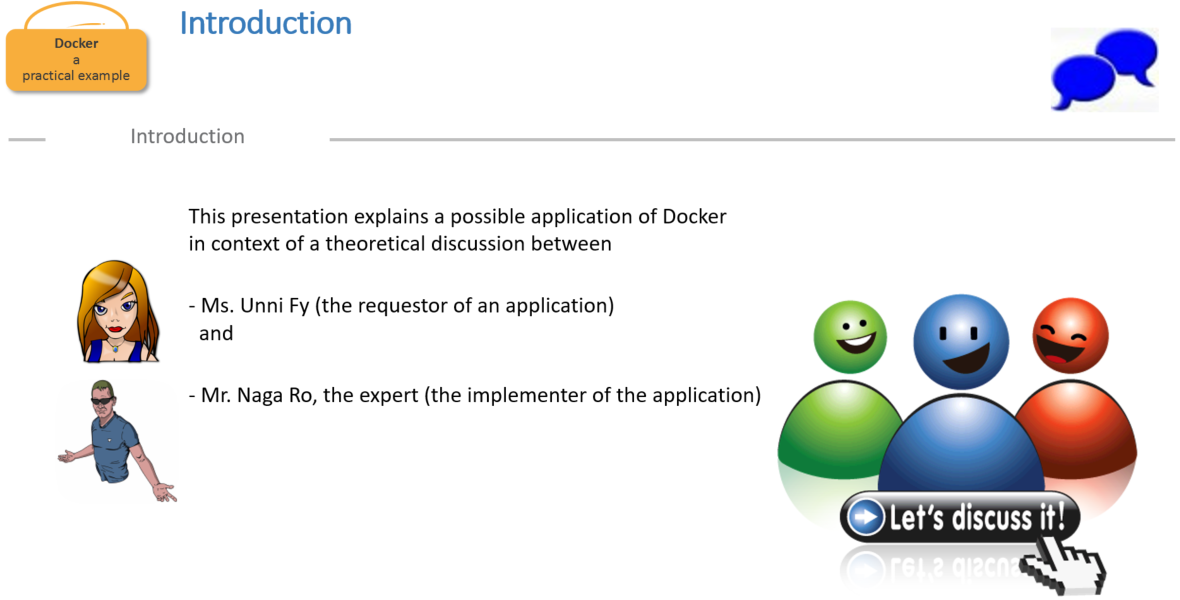 Docker
a
practical example
Introduction
Introduction
This presentation explains a possible application of Docker
in context of a theoretical discussion between
- Ms. Unni Fy (the requestor of an application)
and
- Mr. Naga Ro, the expert (the implementer of the application)
Let's discuss it!